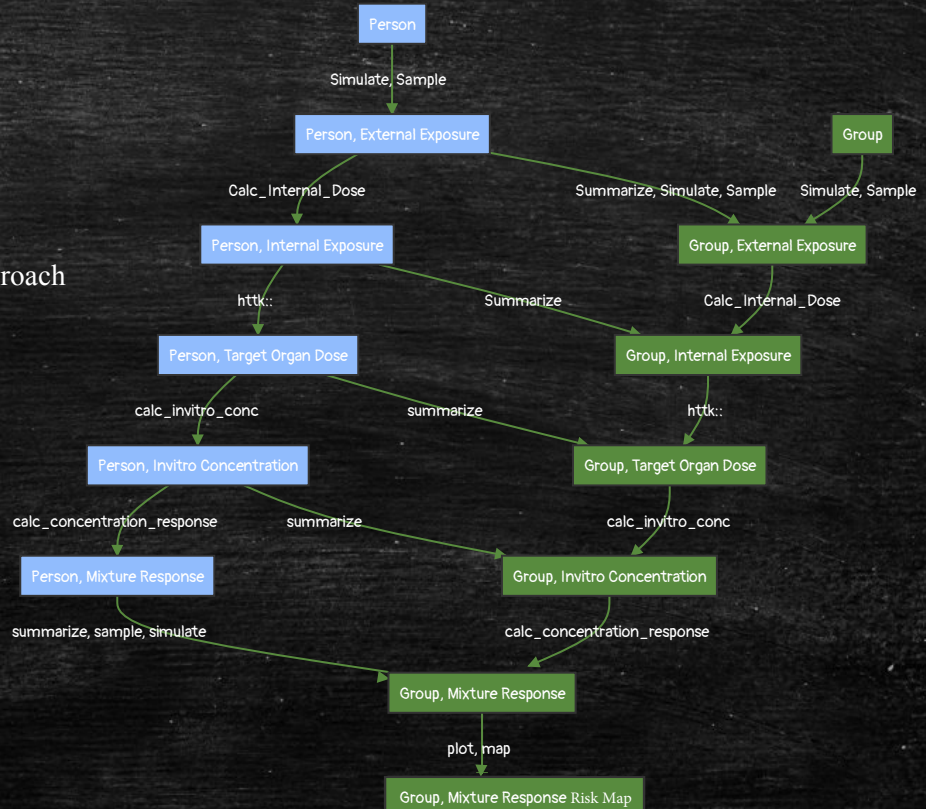 Person
Simulate, Sample
Person, External Exposure
Group
Calc_Internal_Dose
Summarize, Simulate, Sample
Simulate, Sample
Person, Internal Exposure
Group, External Exposure
roach
httk::
Summarize
Calc_Internal_Dose
Person, Target Organ Dose
Group, Internal Exposure
calc_invitro_conc
summarize
httk::
Person, Invitro Concentration
Group, Target Organ Dose
calc_concentration_response
summarize
calc_invitro_conc
Person, Mixture Response
Group, Invitro Concentration
summarize, sample, simulate
calc_concentration_response
Group, Mixture Response
plot, map
Group, Mixture Response Risk Map